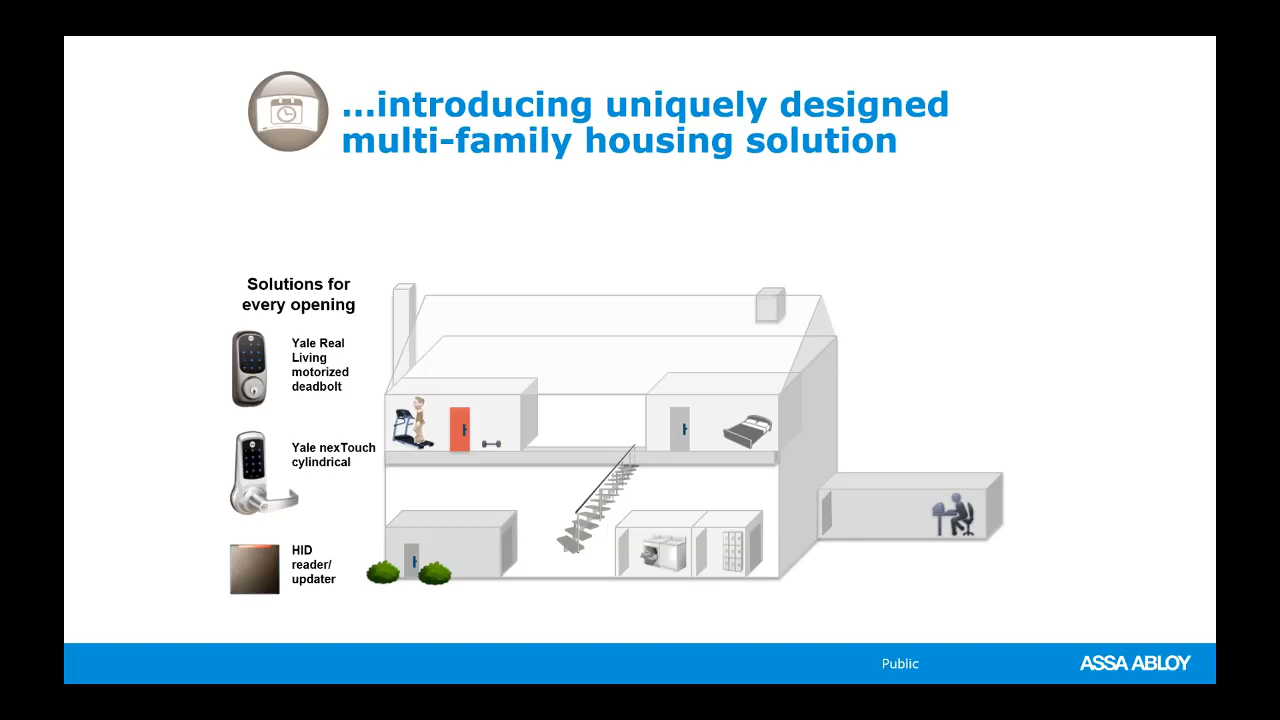 ...introducing uniquely designed
multi-family housing solution
Solutions for
every opening
Yale Real
Living
motorized
deadbolt
Yale nexTouch
cylindrical
HID
reader/
updater
Public
ASSA ABLOY